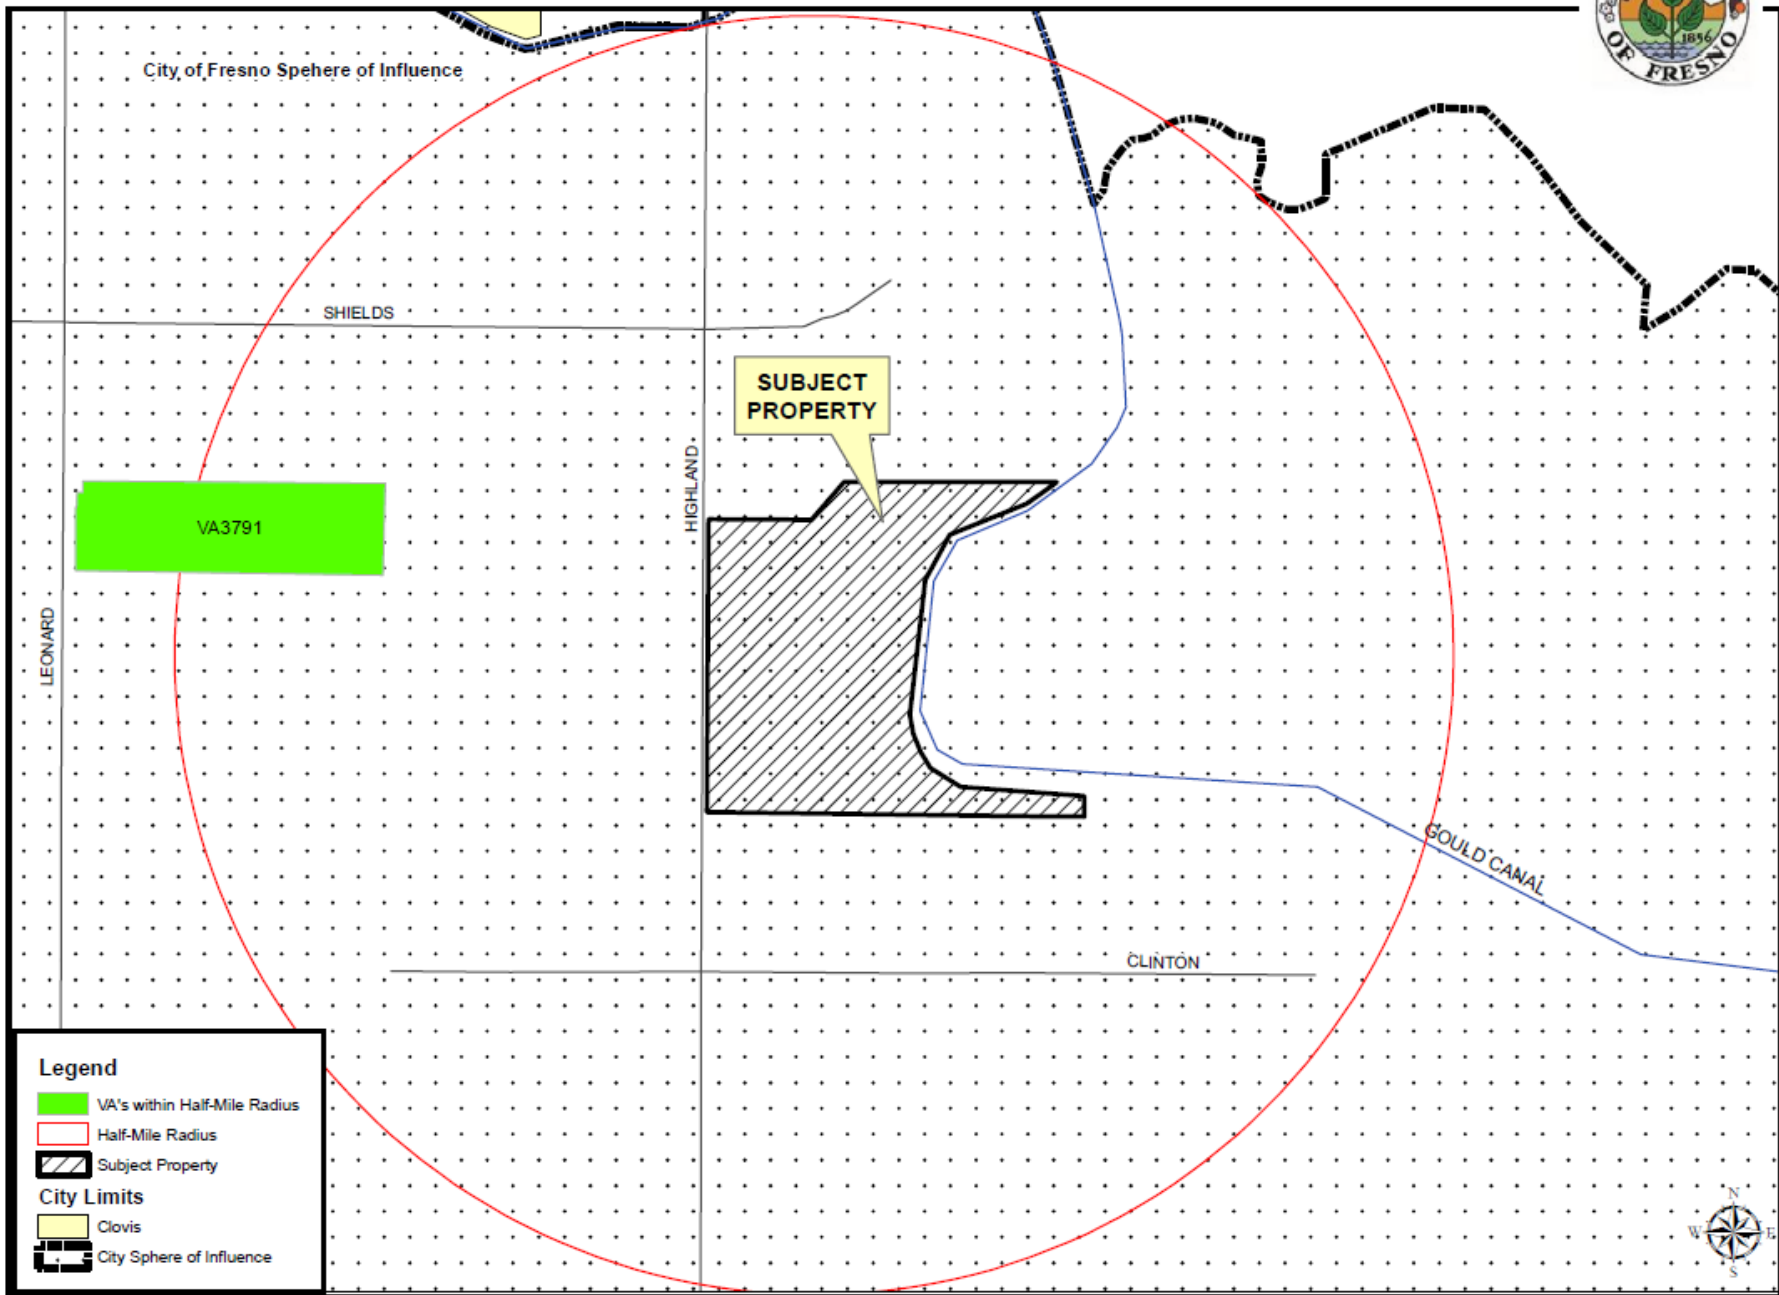 1856
OF FRESNO
City of Fresno Spehere of Influence
SHIELDS
SUBJECT
PROPERTY
HIGHLAND
VA3791
LEONARD
GOULD CANAL
CLINTON
Legend
VA's within Half-Mile Radius
Half-Mile Radius
Subject Property
City Limits
Clovis
City Sphere of Influence
N
W
E
S